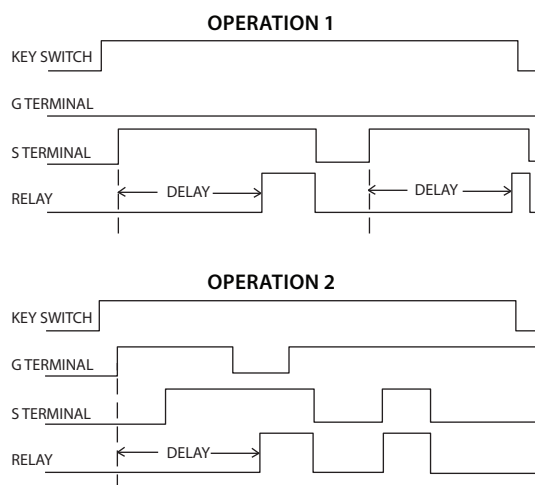 OPERATION 1
KEY SWITCH
G TERMINAL
S TERMINAL
RELAY
DELAY
DELAY
OPERATION 2
KEY SWITCH
G TERMINAL
S TERMINAL
RELAY
DELAY